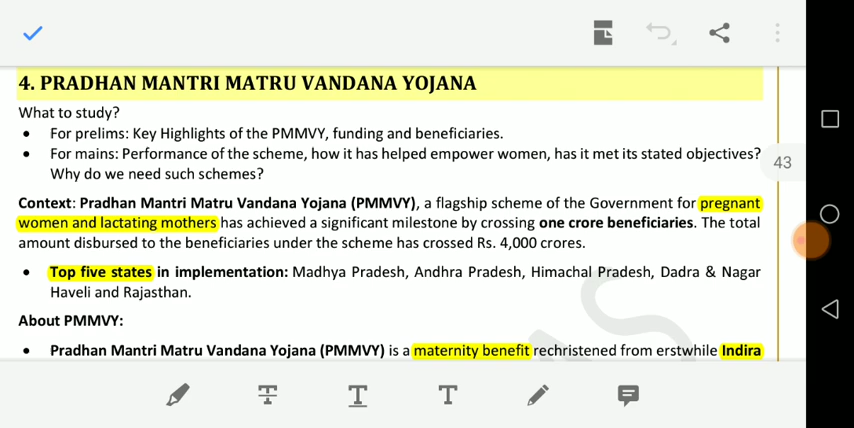 4. PRADHAN MANTRI MATRU VANDANA YOJANA
What to study?
• For prelims: Key Highlights of the PMMVY, funding and beneficiaries.
• For mains: Performance of the scheme, how it has helped empower women, has it met its stated objectives?
Why do we need such schemes?
43
Context: Pradhan Mantri Matru Vandana Yojana (PMMVY), a flagship scheme of the Government for pregnant
women and lactating mothers has achieved a significant milestone by crossing one crore beneficiaries. The total
amount disbursed to the beneficiaries under the scheme has crossed Rs. 4,000 crores.
• Top five states in implementation: Madhya Pradesh, Andhra Pradesh, Himachal Pradesh, Dadra & Nagar
Haveli and Rajasthan.
About PMMVY:
• Pradhan Mantri Matru Vandana Yojana (PMMVY) is a maternity benefit rechristened from erstwhile Indira
T T T